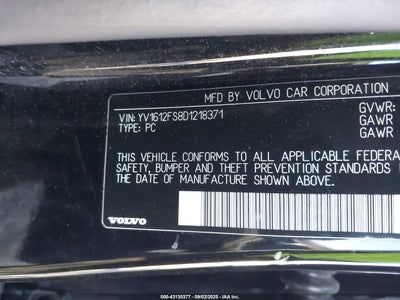 MFD BY VOLVO CAR CORPORATION
VIN: YV1612FS8D1218371
TYPE: PC
GVWR:
GAWR
GAWR
THIS VEHICLE CONFORMS TO ALL APPLICABLE FEDERA
SAFETY, BUMPER AND THEFT PREVENTION STANDARDS
THE DATE OF MANUFACTURE SHOWN ABOVE.
VOLVO
000-43130377 - 09/02/2025 - IAA Inc.